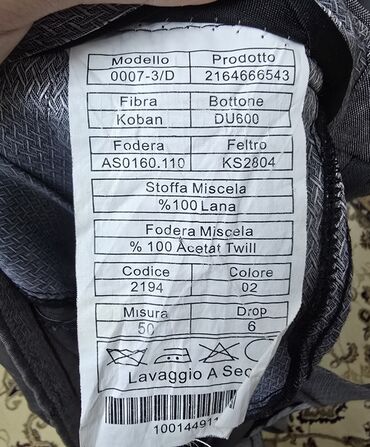 Modello Prodotto
0007-3/D 2164666543
Fibra Bottone
Koban DU600
Fodera Feltro
AS0160.110 KS2804
Stoffa Miscela
%100 Lana
Fodera Miscela
% 100 Acetat Twill
Codice Colore
2194 02
Misura Drop
50 6
Lavaggio A Sec
10014491